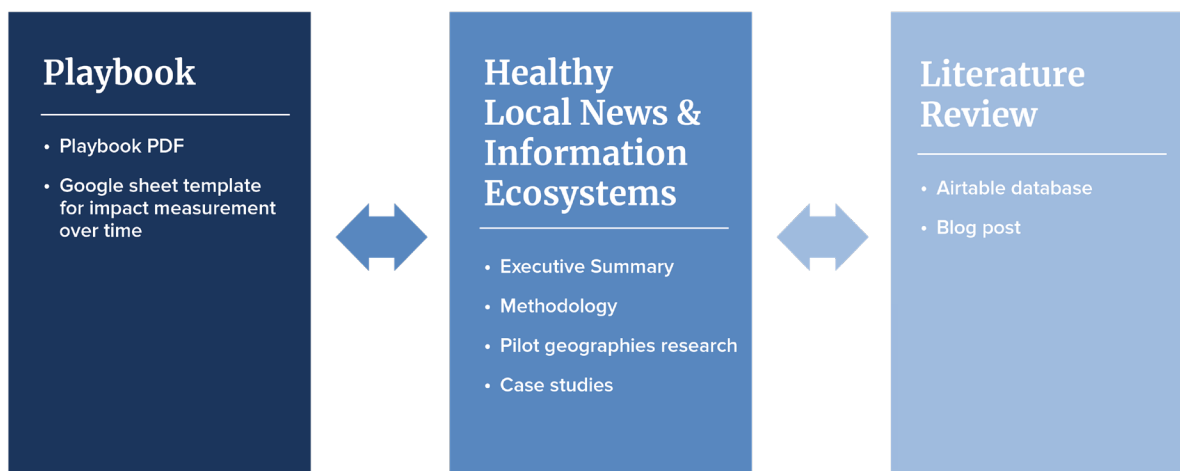 Playbook
• Playbook PDF
• Google sheet template
for impact measurement
over time
Healthy
Local News &
Information
Ecosystems
• Executive Summary
• Methodology
• Pilot geographies research
• Case studies
Literature
Review
• Airtable database
• Blog post